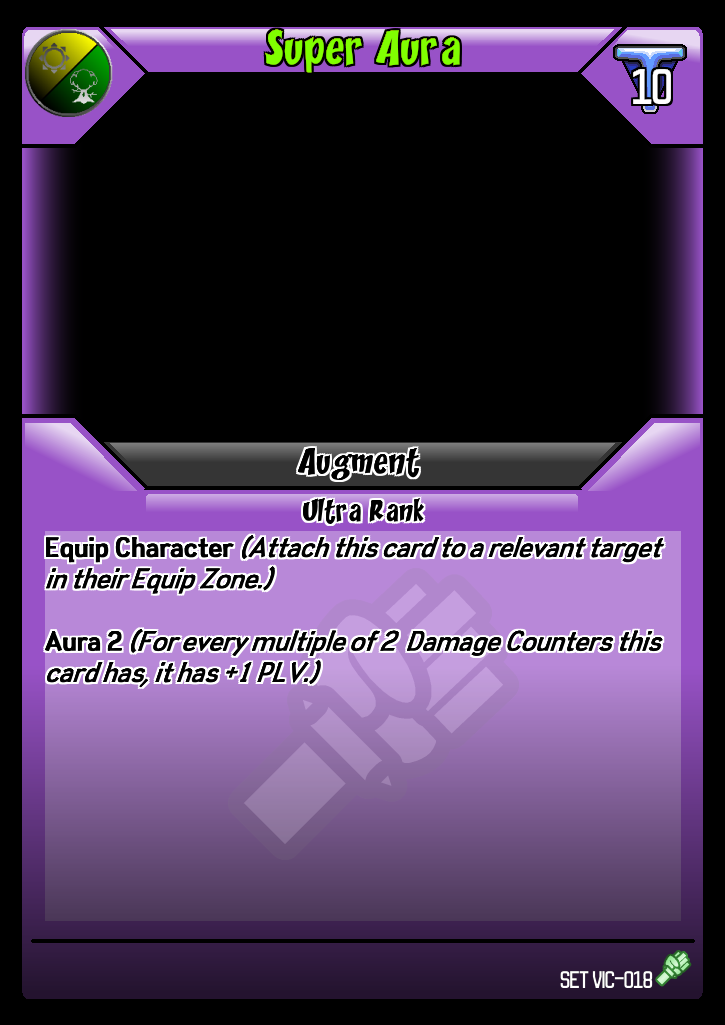 Super Aura
10
Augment
Ultra Rank
Equip Character (Attach this card to a relevant target
in their Equip Zone.)
Aura 2 (For every multiple of 2 Damage Counters this
card has, it has +1 PLV.)
SET VIC-018